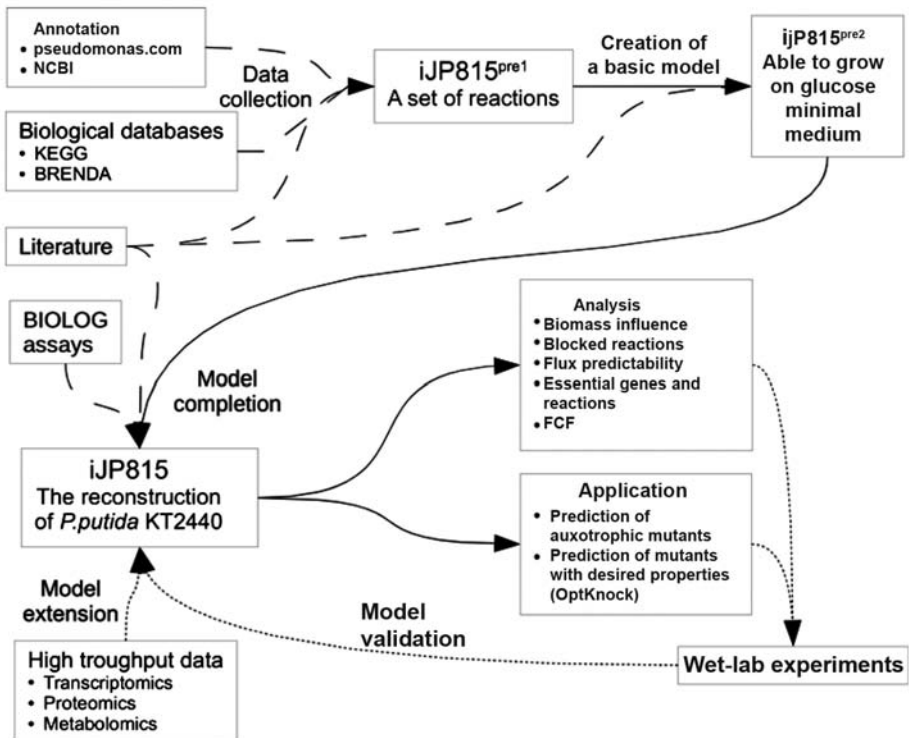 Annotation
• pseudomonas.com
• NCBI
Data
collection
Biological databases
• KEGG
• BRENDA
iJP815pre1
A set of reactions
Creation of
a basic model
ijP815pre2
Able to grow
on glucose
minimal
medium
Literature
BIOLOG
assays
Model
completion
iJP815
The reconstruction
of P.putida KT2440
Analysis
• Biomass influence
• Blocked reactions
• Flux predictability
• Essential genes and
reactions
• FCF
Application
• Prediction of
auxotrophic mutants
• Prediction of mutants
with desired properties
(OptKnock)
Model
extension
Model
validation
High troughput data
• Transcriptomics
• Proteomics
• Metabolomics
Wet-lab experiments